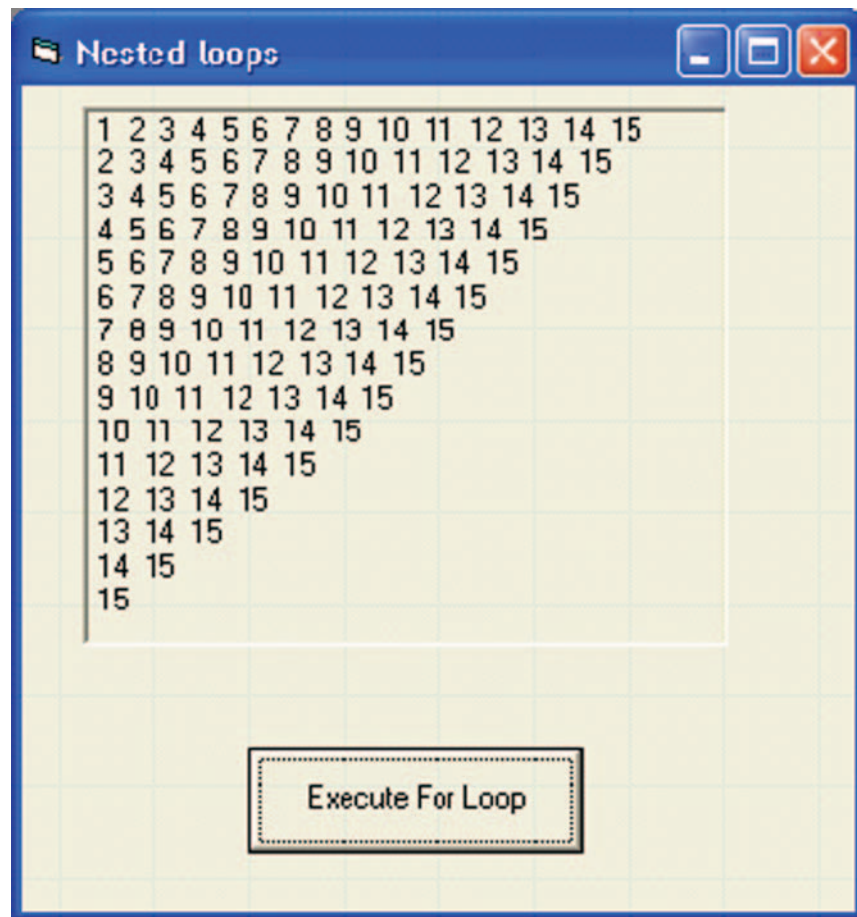 Nested loops
1 2 3 4 5 6 7 8 9 10 11 12 13 14 15
2 3 4 5 6 7 8 9 10 11 12 13 14 15
3 4 5 6 7 8 9 10 11 12 13 14 15
4 5 6 7 8 9 10 11 12 13 14 15
5 6 7 8 9 10 11 12 13 14 15
6 7 8 9 10 11 12 13 14 15
7 8 9 10 11 12 13 14 15
8 9 10 11 12 13 14 15
9 10 11 12 13 14 15
10 11 12 13 14 15
11 12 13 14 15
12 13 14 15
13 14 15
14 15
15
Execute For Loop